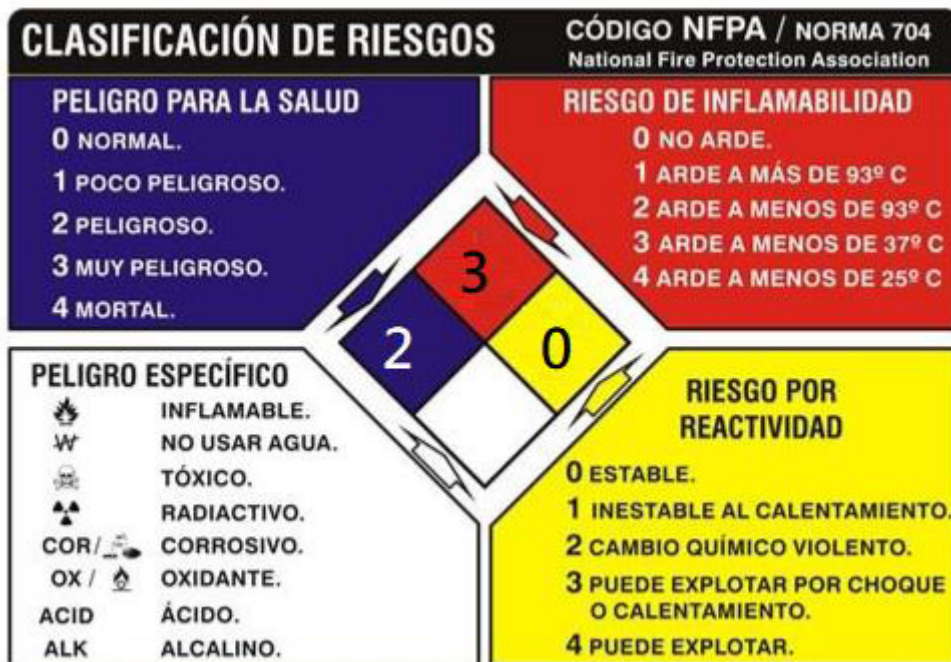 CLASIFICACIÓN DE RIESGOS
CÓDIGO NFPA / NORMA 704
National Fire Protection Association
PELIGRO PARA LA SALUD
0 NORMAL.
1 POCO PELIGROSO.
2 PELIGROSO.
3 MUY PELIGROSO.
4 MORTAL.
RIESGO DE INFLAMABILIDAD
0 NO ARDE.
1 ARDE A MÁS DE 93º C
2 ARDE A MENOS DE 93º C
3 ARDE A MENOS DE 37º C
4 ARDE A MENOS DE 25º C
3
2
0
PELIGRO ESPECÍFICO
INFLAMABLE.
W NO USAR AGUA.
TÓXICO.
RADIACTIVO.
COR/ CORROSIVO.
OX / OXIDANTE.
ACID ÁCIDO.
ALK ALCALINO.
RIESGO POR
REACTIVIDAD
0 ESTABLE.
1 INESTABLE AL CALENTAMIENTO.
2 CAMBIO QUÍMICO VIOLENTO.
3 PUEDE EXPLOTAR POR CHOQUE
O CALENTAMIENTO.
4 PUEDE EXPLOTAR.